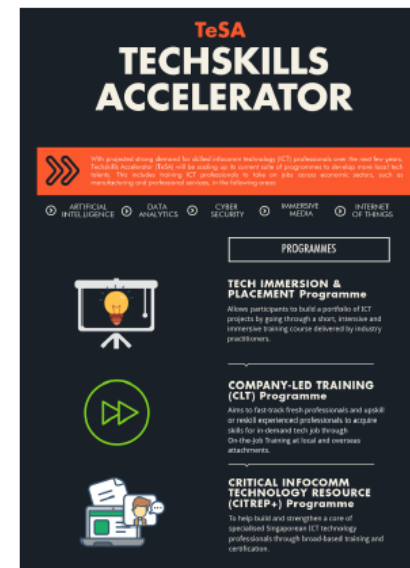 TeSA
TECHSKILLS
ACCELERATOR
With projected strong demand for skilled infocomm technology (ICT) professionals over the next few years,
TechSkills Accelerator (TeSA) will be scaling up its current suite of programmes to develop more local tech
talents. This includes training ICT professionals to take on jobs across economic sectors, such as
manufacturing and professional services, in the following areas:
ARTIFICIAL
INTELLIGENCE
DATA
ANALYTICS
CYBER
SECURITY
IMMERSIVE
MEDIA
INTERNET
OF THINGS
PROGRAMMES
TECH IMMERSION &
PLACEMENT Programme
Allows participants to build a portfolio of ICT
projects by going through a short, intensive and
immersive training course delivered by industry
practitioners.
COMPANY-LED TRAINING
(CLT) Programme
Aims to fast-track fresh professionals and upskill
or reskill experienced professionals to acquire
skills for in-demand tech job through
On-the-Job Training at local and overseas
attachments.
CRITICAL INFOCOMM
TECHNOLOGY RESOURCE
(CITREP+) Programme
To help build and strengthen a core of
specialised Singaporean ICT technology
professionals through broad-based training and
certification.